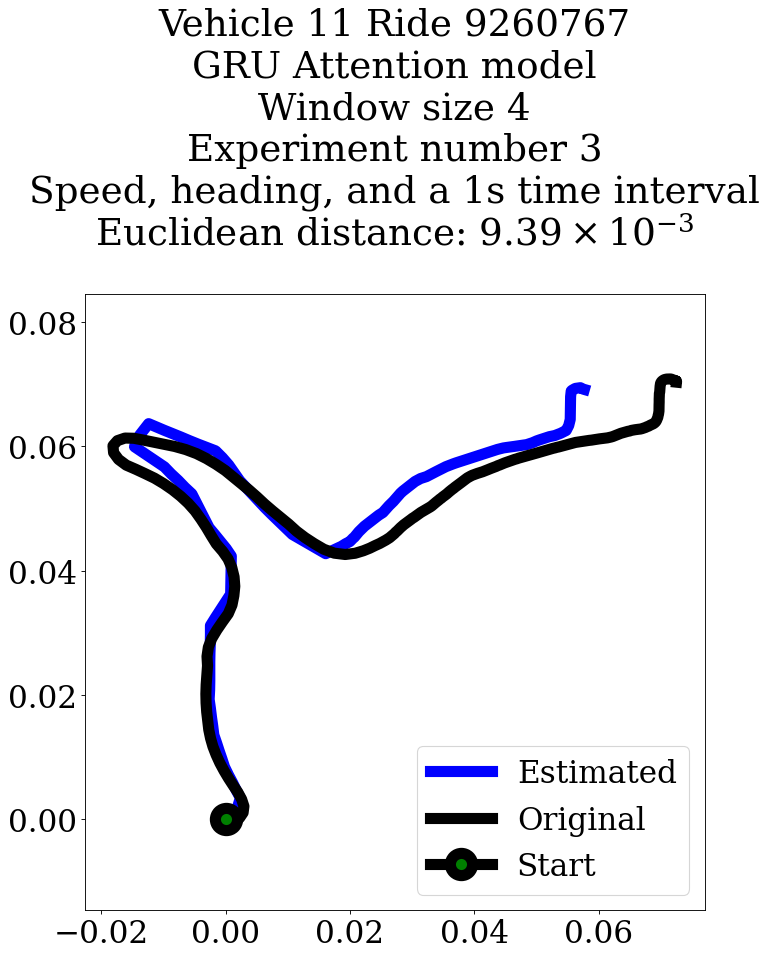 Vehicle 11 Ride 9260767
GRU Attention model
Window size 4
Experiment number 3
Speed, heading, and a 1s time interval
Euclidean distance: 9.39 × 10⁻³
0.08
0.06
0.04
0.02
0.00
Estimated
Original
Start
−0.02 0.00 0.02 0.04 0.06